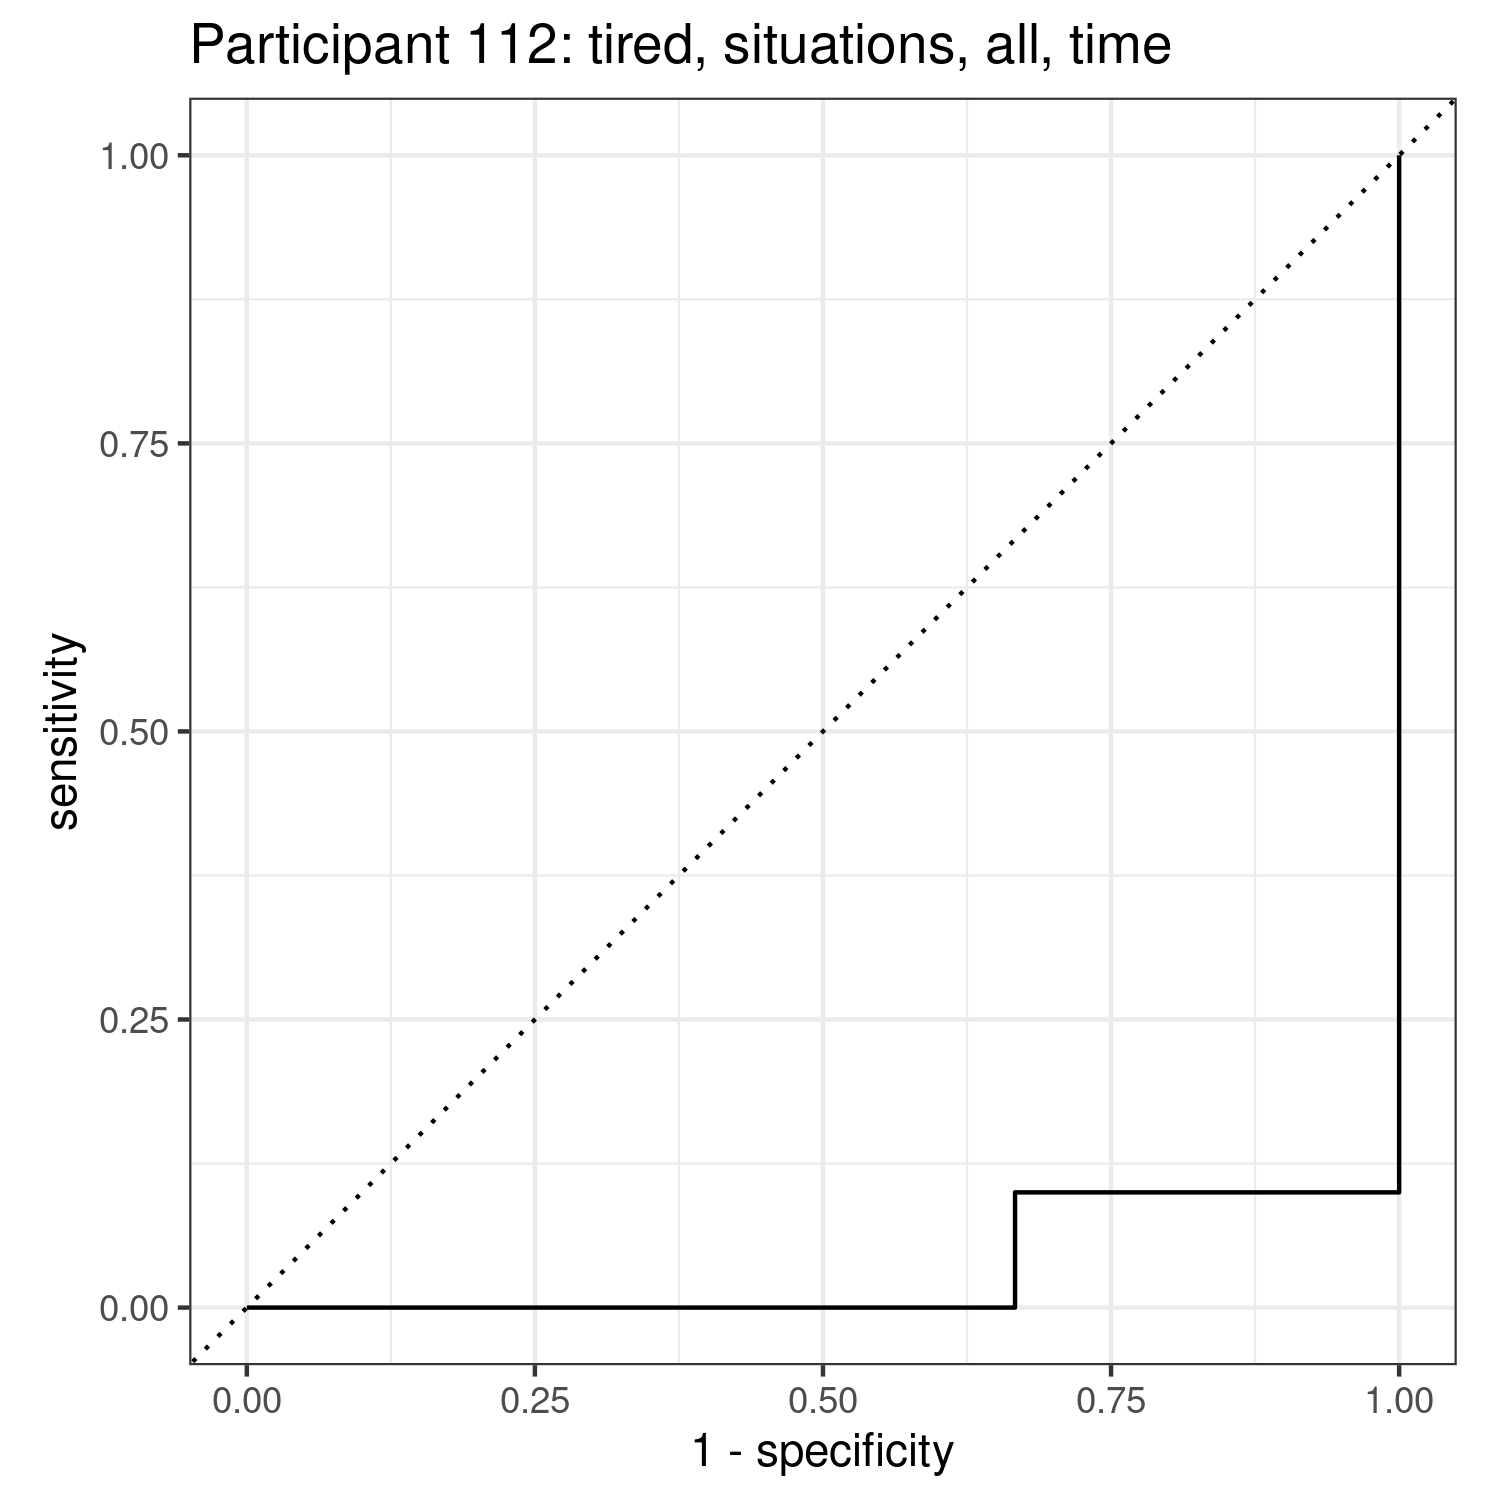 Participant 112: tired, situations, all, time
1.00
0.75
0.50
0.25
0.00
sensitivity
0.00 0.25 0.50 0.75 1.00
1 - specificity